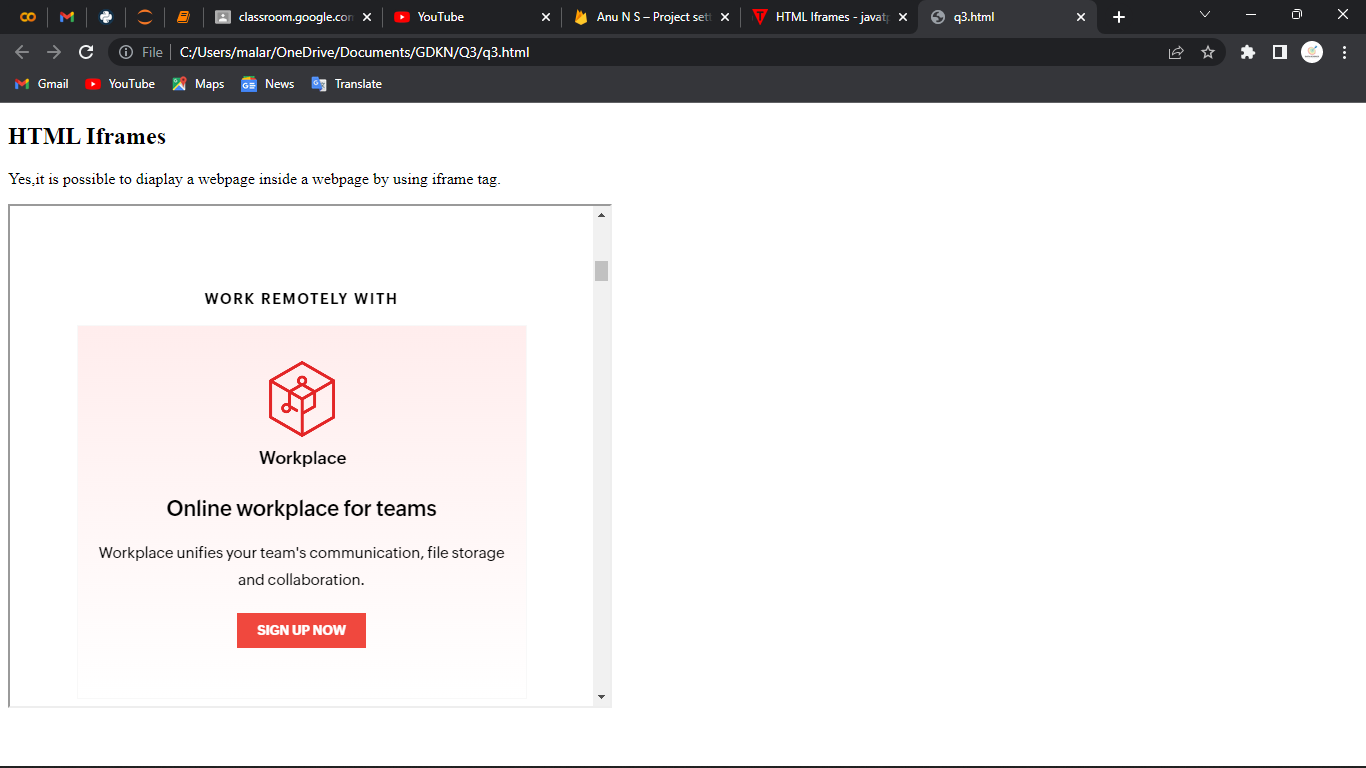 classroom.google.con
YouTube
Anu N S – Project sett
HTML Iframes - javatp
q3.html
File
C:/Users/malar/OneDrive/Documents/GDKN/Q3/q3.html
Gmail
YouTube
Maps
News
Translate
HTML Iframes
Yes,it is possible to diaplay a webpage inside a webpage by using iframe tag.
WORK REMOTELY WITH
Workplace
Online workplace for teams
Workplace unifies your team's communication, file storage
and collaboration.
SIGN UP NOW